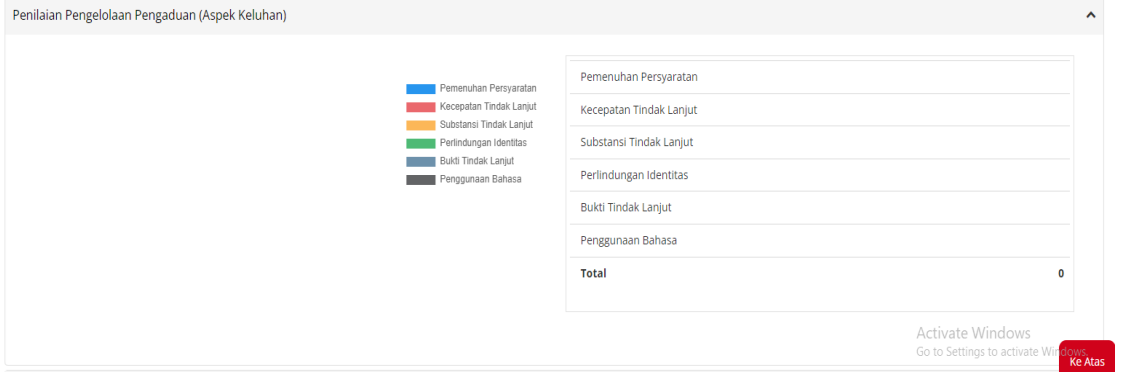 Penilaian Pengelolaan Pengaduan (Aspek Keluhan)
Pemenuhan Persyaratan
Kecepatan Tindak Lanjut
Substansi Tindak Lanjut
Perlindungan Identitas
Bukti Tindak Lanjut
Penggunaan Bahasa
Pemenuhan Persyaratan
Kecepatan Tindak Lanjut
Substansi Tindak Lanjut
Perlindungan Identitas
Bukti Tindak Lanjut
Penggunaan Bahasa
Total 0
Activate Windows
Go to Settings to activate Windows.
Ke Atas